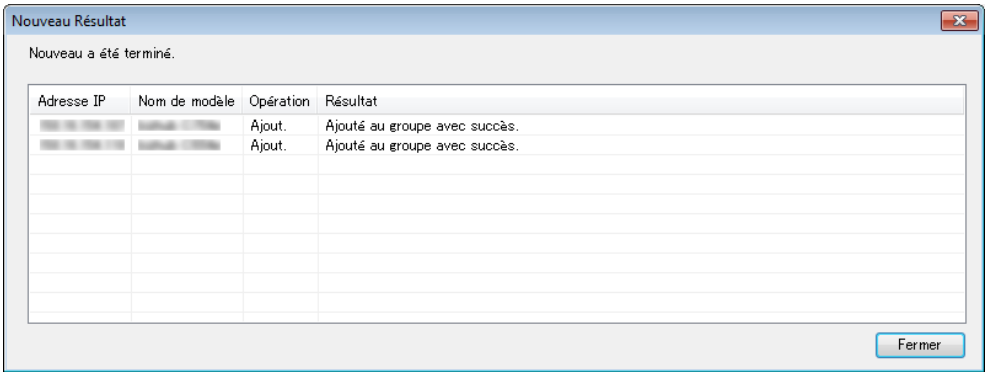 Nouveau Résultat
Nouveau a été terminé.
Adresse IP Nom de modèle Opération Résultat
Ajout. Ajouté au groupe avec succès.
Ajout. Ajouté au groupe avec succès.
Fermer